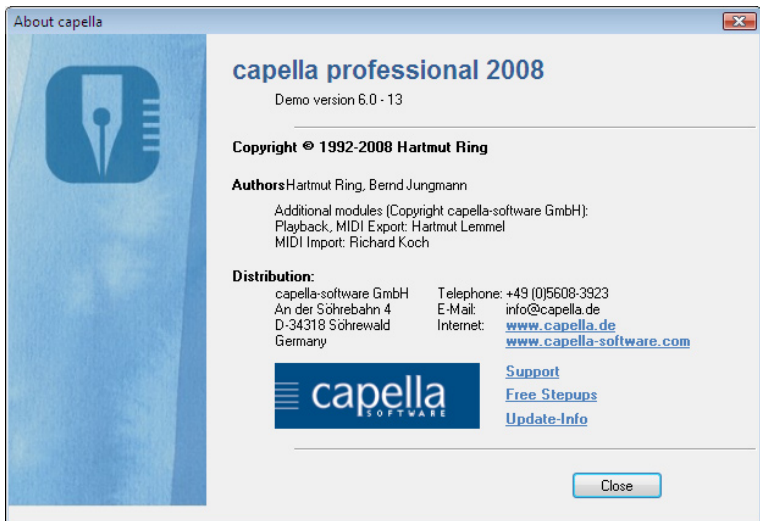 About capella
capella professional 2008
Demo version 6.0 - 13
Copyright © 1992-2008 Hartmut Ring
Authors Hartmut Ring, Bernd Jungmann
Additional modules (Copyright capella-software GmbH):
Playback, MIDI Export: Hartmut Lemmel
MIDI Import: Richard Koch
Distribution:
capella-software GmbH Telephone: +49 (0)5608-3923
An der Söhrebahn 4 E-Mail: info@capella.de
D-34318 Söhrewald Internet: www.capella.de
Germany www.capella-software.com
capella
SOFTWARE
Support
Free Stepups
Update-Info
Close